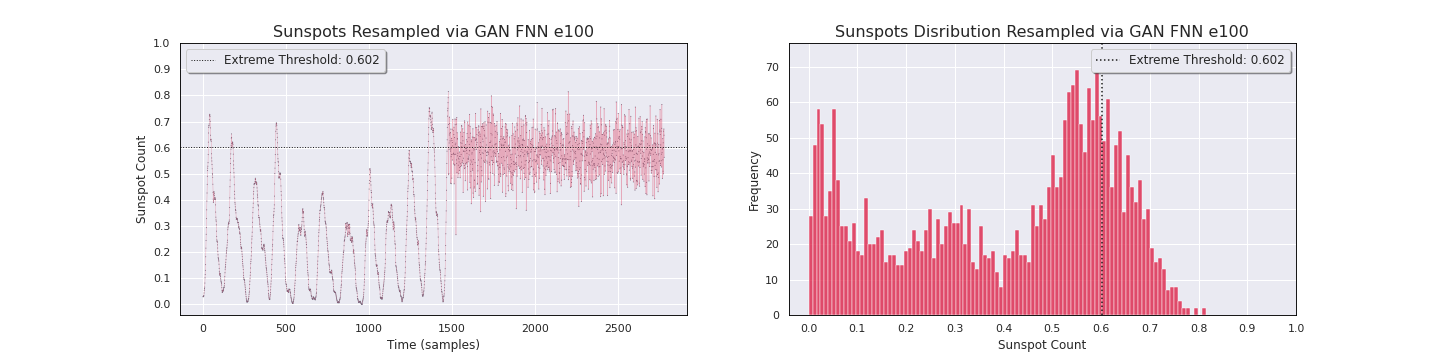 Sunspots Resampled via GAN FNN e100
Extreme Threshold: 0.602
1.0
0.9
0.8
0.7
0.6
0.5
0.4
0.3
0.2
0.1
0.0
Sunspot Count
0 500 1000 1500 2000 2500
Time (samples)
Sunspots Disribution Resampled via GAN FNN e100
Extreme Threshold: 0.602
70
60
50
40
30
20
10
0
Frequency
0.0 0.1 0.2 0.3 0.4 0.5 0.6 0.7 0.8 0.9 1.0
Sunspot Count